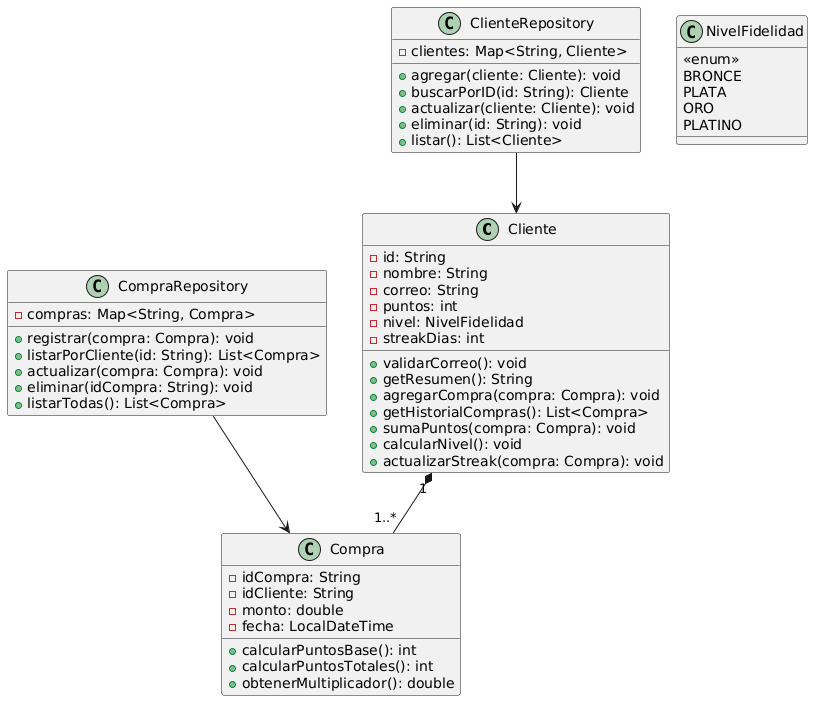 C ClienteRepository
clientes: Map<String, Cliente>
agregar(cliente: Cliente): void
buscarPorID(id: String): Cliente
actualizar(cliente: Cliente): void
eliminar(id: String): void
listar(): List<Cliente>
C NivelFidelidad
«enum»
BRONCE
PLATA
ORO
PLATINO
C Cliente
id: String
nombre: String
correo: String
puntos: int
nivel: NivelFidelidad
streakDias: int
validarCorreo(): void
getResumen(): String
agregarCompra(compra: Compra): void
getHistorialCompras(): List<Compra>
sumaPuntos(compra: Compra): void
calcularNivel(): void
actualizarStreak(compra: Compra): void
C CompraRepository
compras: Map<String, Compra>
registrar(compra: Compra): void
listarPorCliente(id: String): List<Compra>
actualizar(compra: Compra): void
eliminar(idCompra: String): void
listarTodas(): List<Compra>
1
1..*
C Compra
idCompra: String
idCliente: String
monto: double
fecha: LocalDateTime
calcularPuntosBase(): int
calcularPuntosTotales(): int
obtenerMultiplicador(): double